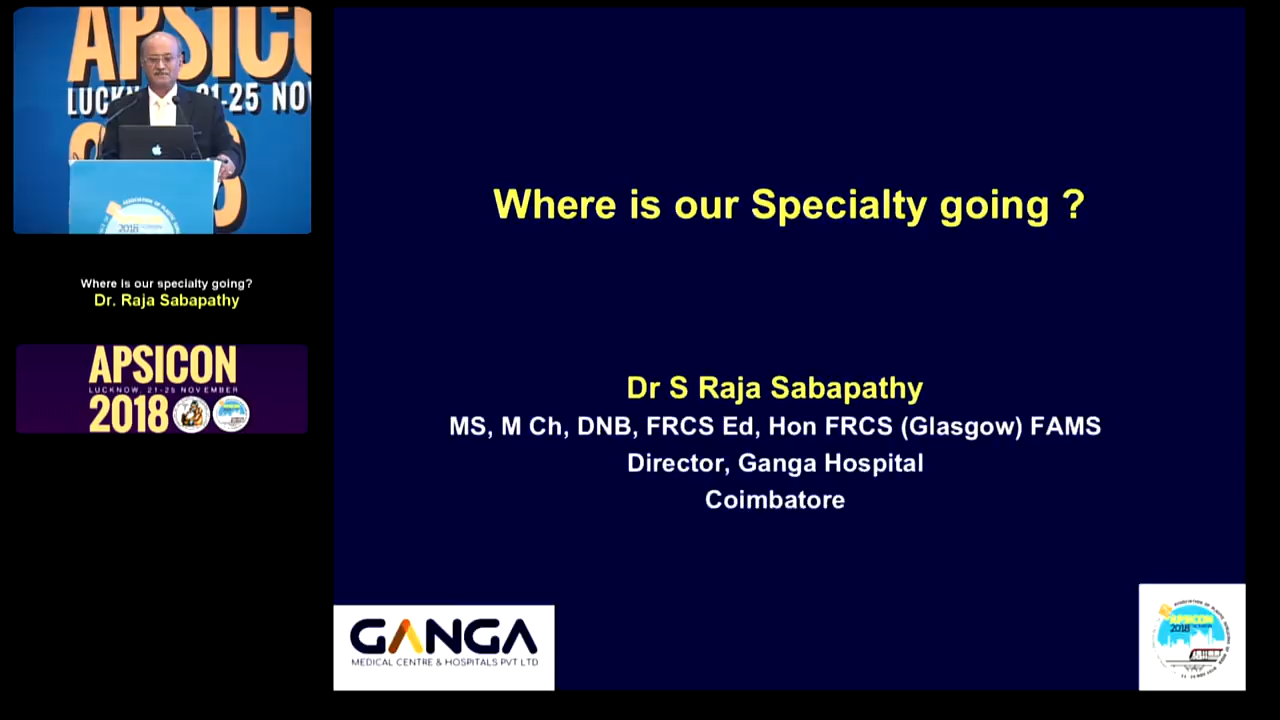 APSICO
LUCKNOW, 21-25 NOV
2018
Where is our specialty going?
Dr. Raja Sabapathy
APSICON
LUCKNOW, 21-25 NOVEMBER
2018
Where is our Specialty going ?
Dr S Raja Sabapathy
MS, M Ch, DNB, FRCS Ed, Hon FRCS (Glasgow) FAMS
Director, Ganga Hospital
Coimbatore
GANGA
MEDICAL CENTRE & HOSPITALS PVT LTD
APSICON
2018